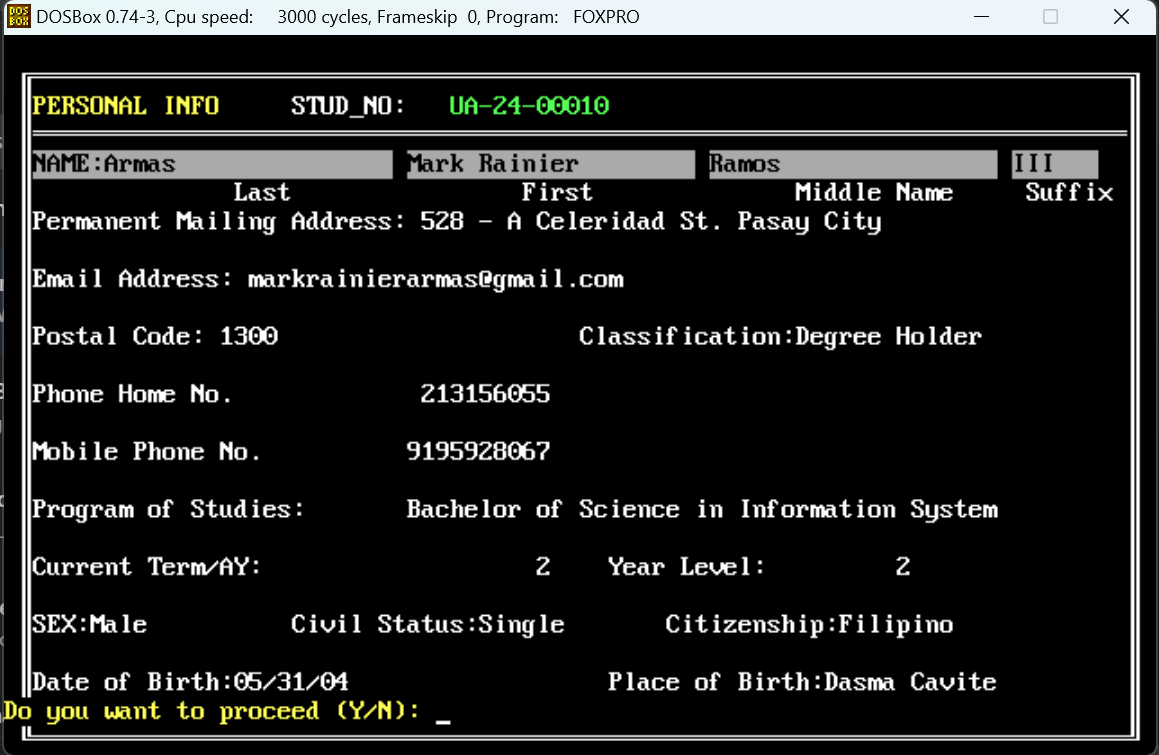 DOSBox 0.74-3, Cpu speed: 3000 cycles, Frameskip 0, Program: FOXPRO
PERSONAL INFO STUD_NO: UA-24-00010
NAME:Armas Mark Rainier Ramos III
Last First Middle Name Suffix
Permanent Mailing Address: 528 - A Celeridad St. Pasay City
Email Address: markrainierarmas@gmail.com
Postal Code: 1300 Classification:Degree Holder
Phone Home No. 213156055
Mobile Phone No. 9195928067
Program of Studies: Bachelor of Science in Information System
Current Term/AY: 2 Year Level: 2
SEX:Male Civil Status:Single Citizenship:Filipino
Date of Birth:05/31/04 Place of Birth:Dasma Cavite
Do you want to proceed (Y/N): _